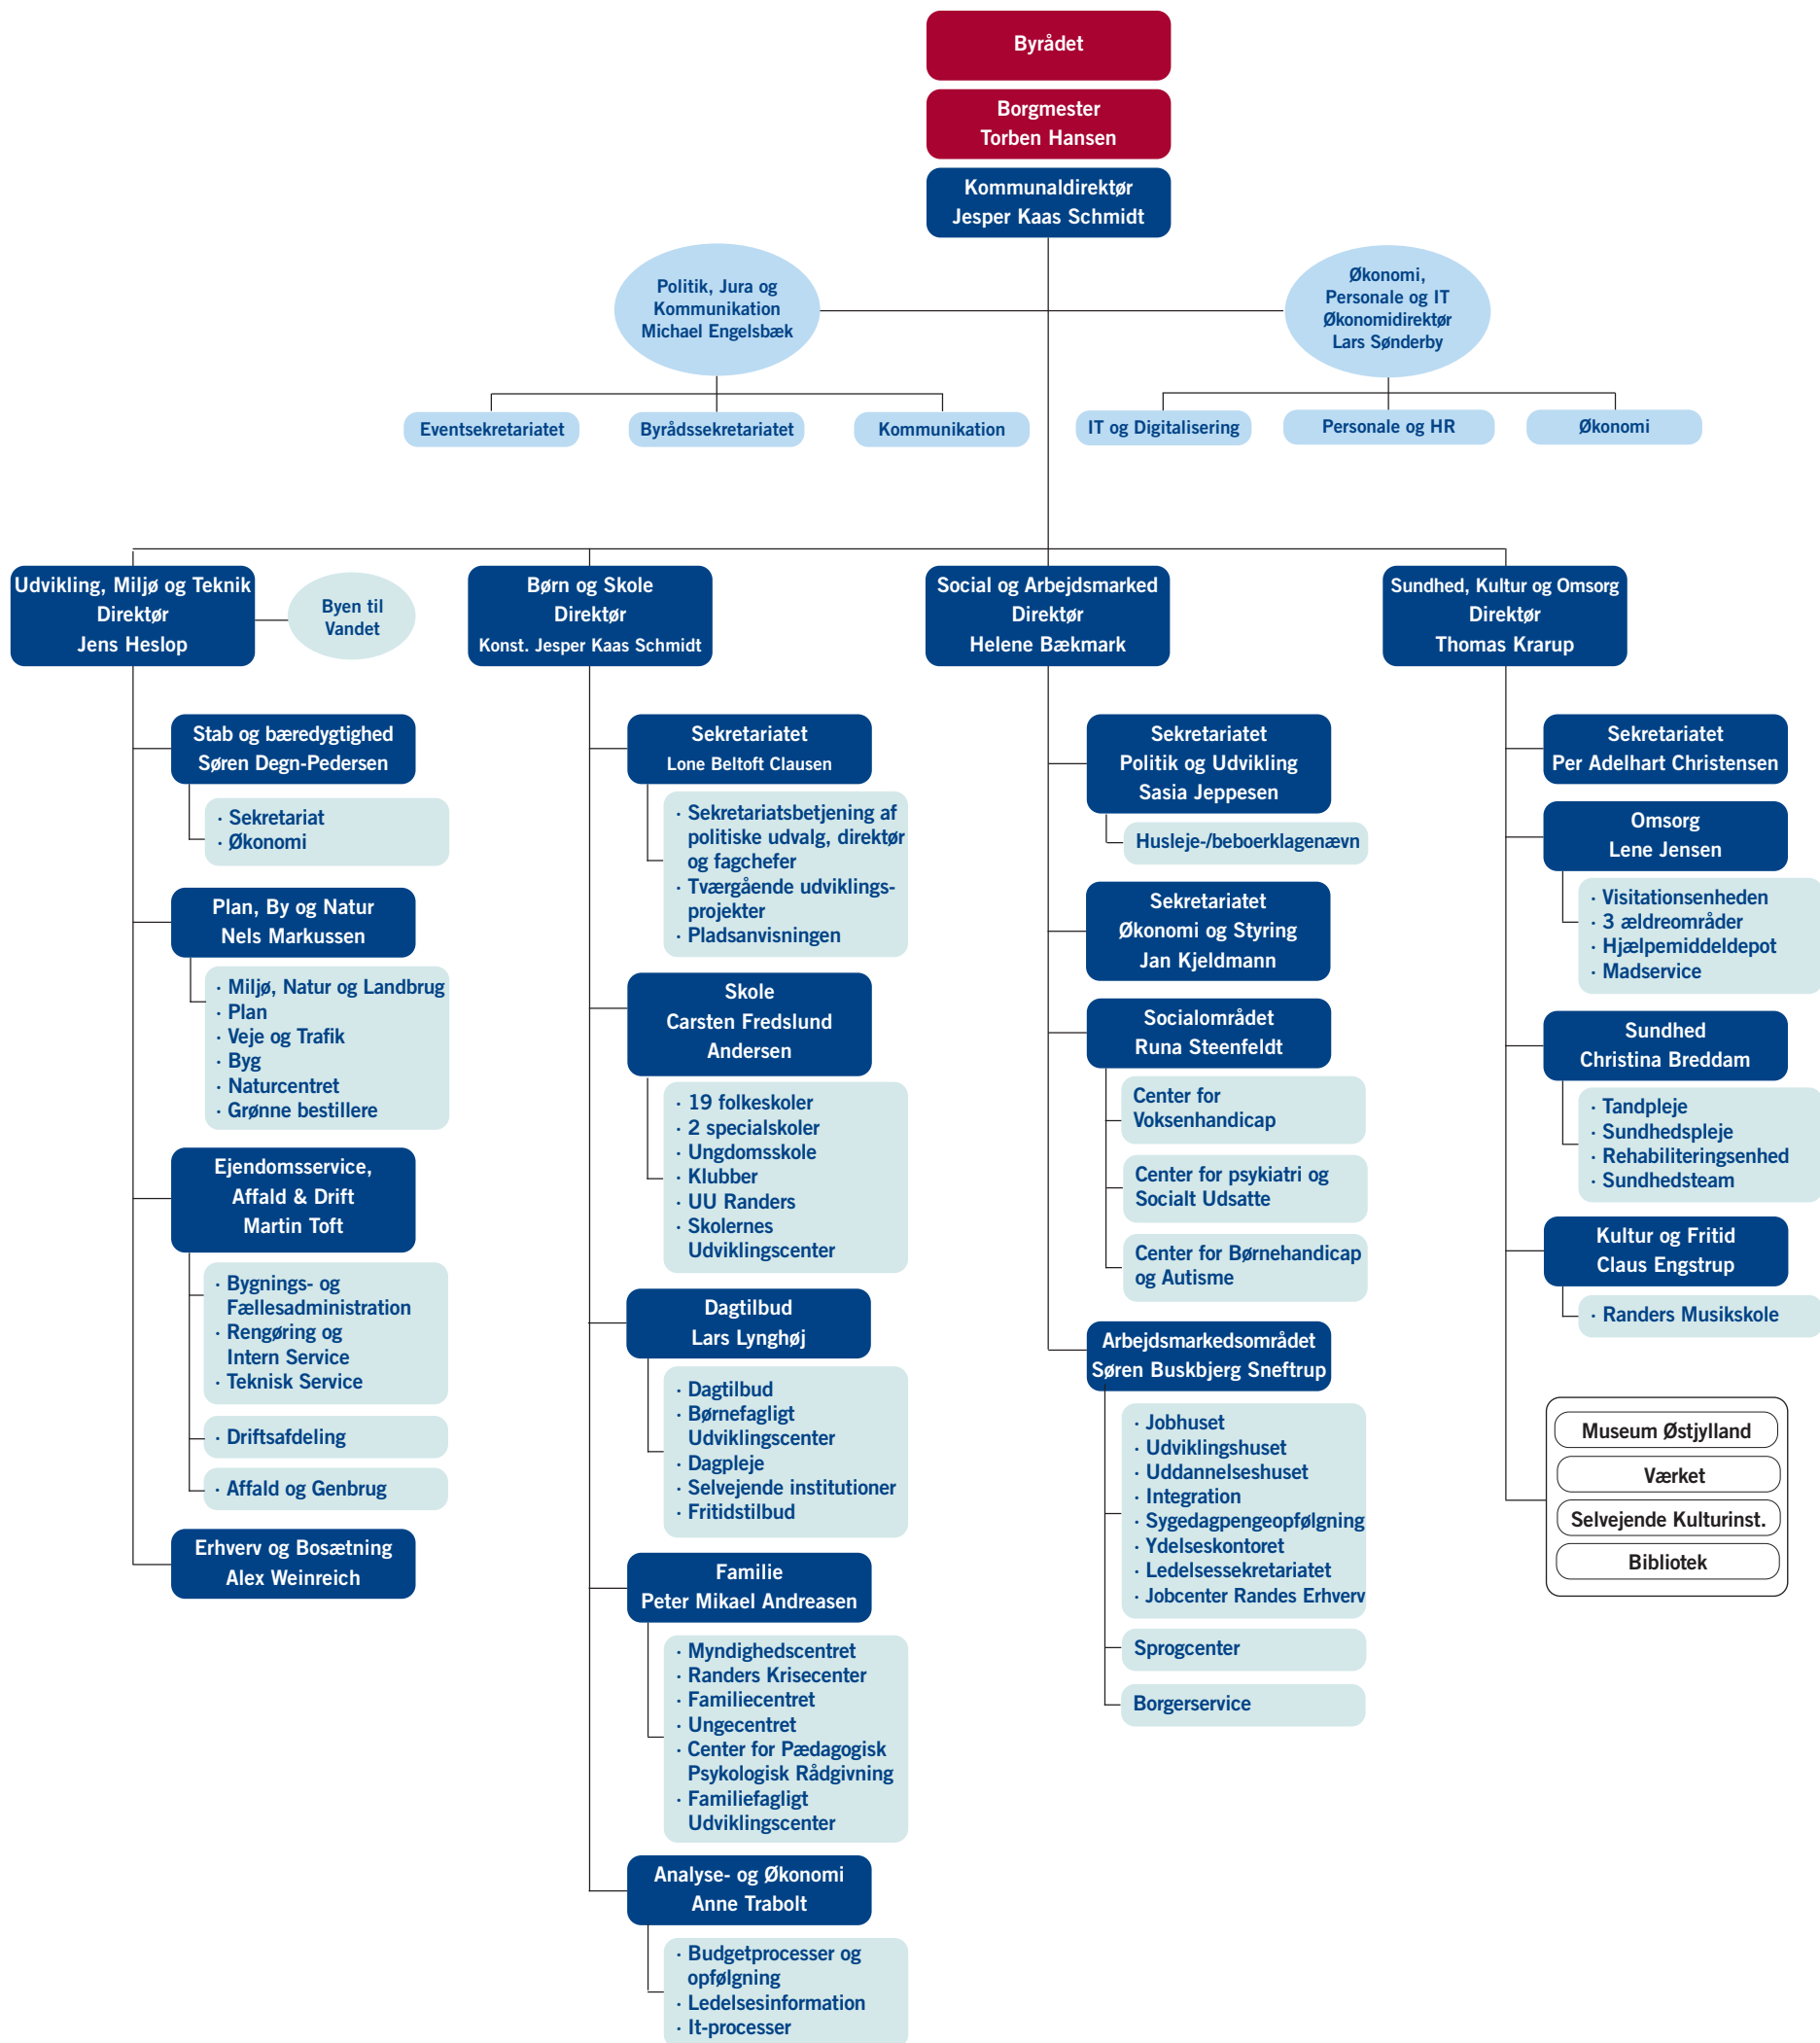 Byrådet
Borgmester
Torben Hansen
Kommunaldirektør
Jesper Kaas Schmidt
Politik, Jura og
Kommunikation
Michael Engelsbæk
Økonomi,
Personale og IT
Økonomidirektør
Lars Sønderby
Eventsekretariatet
Byrådssekretariatet
Kommunikation
IT og Digitalisering
Personale og HR
Økonomi
Udvikling, Miljø og Teknik
Direktør
Jens Heslop
Byen til
Vandet
Stab og bæredygtighed
Søren Degn-Pedersen
· Sekretariat
· Økonomi
Plan, By og Natur
Nels Markussen
· Miljø, Natur og Landbrug
· Plan
· Veje og Trafik
· Byg
· Naturcentret
· Grønne bestillere
Ejendomsservice,
Affald & Drift
Martin Toft
· Bygnings- og
Fællesadministration
· Rengøring og
Intern Service
· Teknisk Service
· Driftsafdeling
· Affald og Genbrug
Erhverv og Bosætning
Alex Weinreich
Børn og Skole
Direktør
Konst. Jesper Kaas Schmidt
Sekretariatet
Lone Beltoft Clausen
· Sekretariatsbetjening af
politiske udvalg, direktør
og fagchefer
· Tværgående udviklings-
projekter
· Pladsanvisningen
Skole
Carsten Fredslund
Andersen
· 19 folkeskoler
· 2 specialskoler
· Ungdomsskole
· Klubber
· UU Randers
· Skolernes
Udviklingscenter
Dagtilbud
Lars Lynghøj
· Dagtilbud
· Børnefagligt
Udviklingscenter
· Dagpleje
· Selvejende institutioner
· Fritidstilbud
Familie
Peter Mikael Andreasen
· Myndighedscentret
· Randers Krisecenter
· Familiecentret
· Ungecentret
· Center for Pædagogisk
Psykologisk Rådgivning
· Familiefagligt
Udviklingscenter
Analyse- og Økonomi
Anne Trabolt
· Budgetprocesser og
opfølgning
· Ledelsesinformation
· It-processer
Social og Arbejdsmarked
Direktør
Helene Bækmark
Sekretariatet
Politik og Udvikling
Sasia Jeppesen
Husleje-/beboerklagenævn
Sekretariatet
Økonomi og Styring
Jan Kjeldmann
Socialområdet
Runa Steenfeldt
Center for
Voksenhandicap
Center for psykiatri og
Socialt Udsatte
Center for Børnehandicap
og Autisme
Arbejdsmarkedsområdet
Søren Buskbjerg Sneftrup
· Jobhuset
· Udviklingshuset
· Uddannelseshuset
· Integration
· Sygedagpengeopfølgning
· Ydelseskontoret
· Ledelsessekretariatet
· Jobcenter Randes Erhverv
Sprogcenter
Borgerservice
Sundhed, Kultur og Omsorg
Direktør
Thomas Krarup
Sekretariatet
Per Adelhart Christensen
Omsorg
Lene Jensen
· Visitationsenheden
· 3 ældreområder
· Hjælpemiddeldepot
· Madservice
Sundhed
Christina Breddam
· Tandpleje
· Sundhedspleje
· Rehabiliteringsenhed
· Sundhedsteam
Kultur og Fritid
Claus Engstrup
· Randers Musikskole
Museum Østjylland
Værket
Selvejende Kulturinst.
Bibliotek